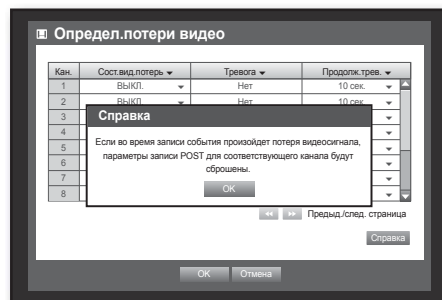 Определ.потери видео
Кан. Сост.вид.потерь Тревога Продолж.трев.
1 ВЫКЛ. Нет 10 сек.
2 ВЫКЛ. Нет 10 сек.
3
4
5
6
7
8
Справка
Если во время записи события произойдет потеря видеосигнала,
параметры записи POST для соответствующего канала будут
сброшены.
OK
Предыд./след. страница
Справка
OK Отмена